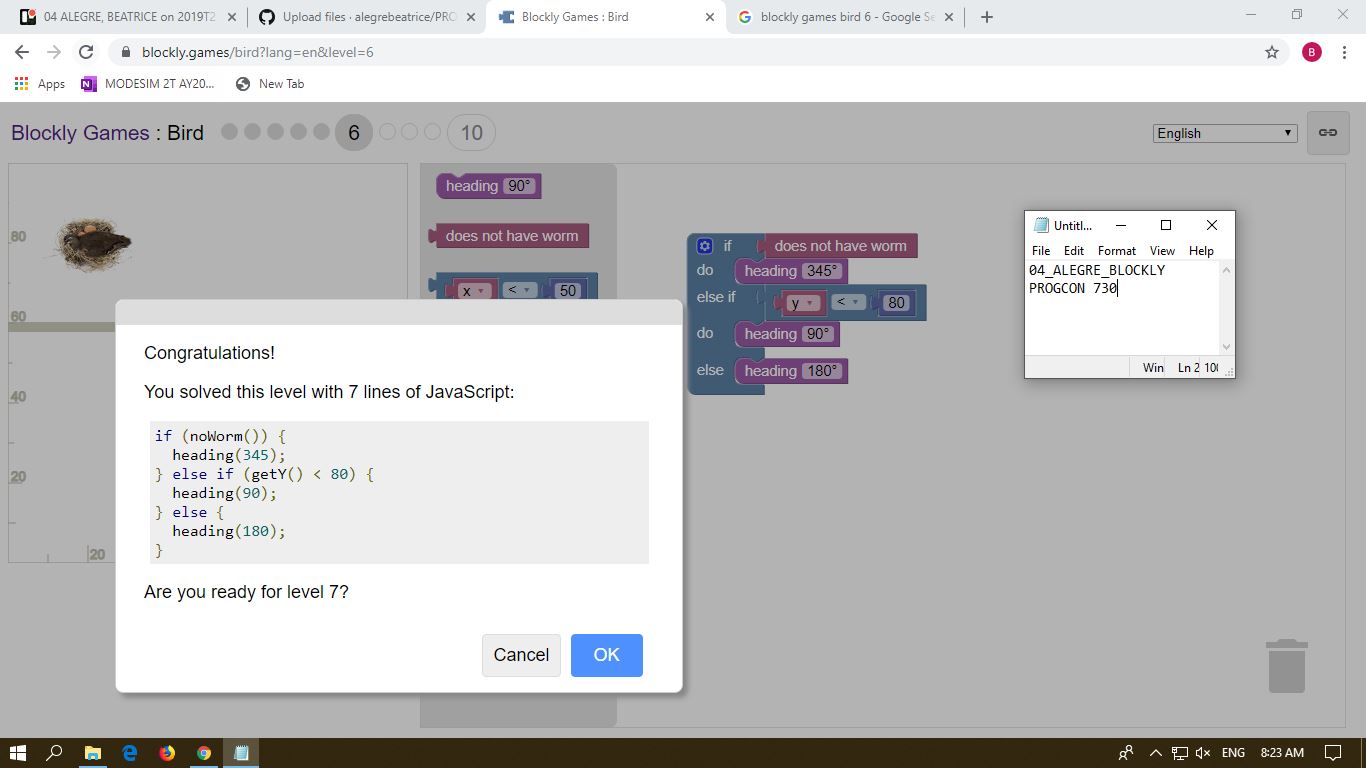 04 ALEGRE, BEATRICE on 2019T2
Upload files · alegrebeatrice/PRO
Blockly Games : Bird
blockly games bird 6 - Google Se
blockly.games/bird?lang=en&level=6
B
Apps
MODESIM 2T AY20...
New Tab
Blockly Games : Bird
6
10
English
80
60
40
20
20
heading 90°
does not have worm
x < 50
if does not have worm
do heading 345°
else if y < 80
do heading 90°
else heading 180°
Untitl...
File Edit Format View Help
04_ALEGRE_BLOCKLY
PROGCON 730
Win Ln 2 100
Congratulations!
You solved this level with 7 lines of JavaScript:
if (noWorm()) {
heading(345);
} else if (getY() < 80) {
heading(90);
} else {
heading(180);
}
Are you ready for level 7?
Cancel
OK
ENG
8:23 AM